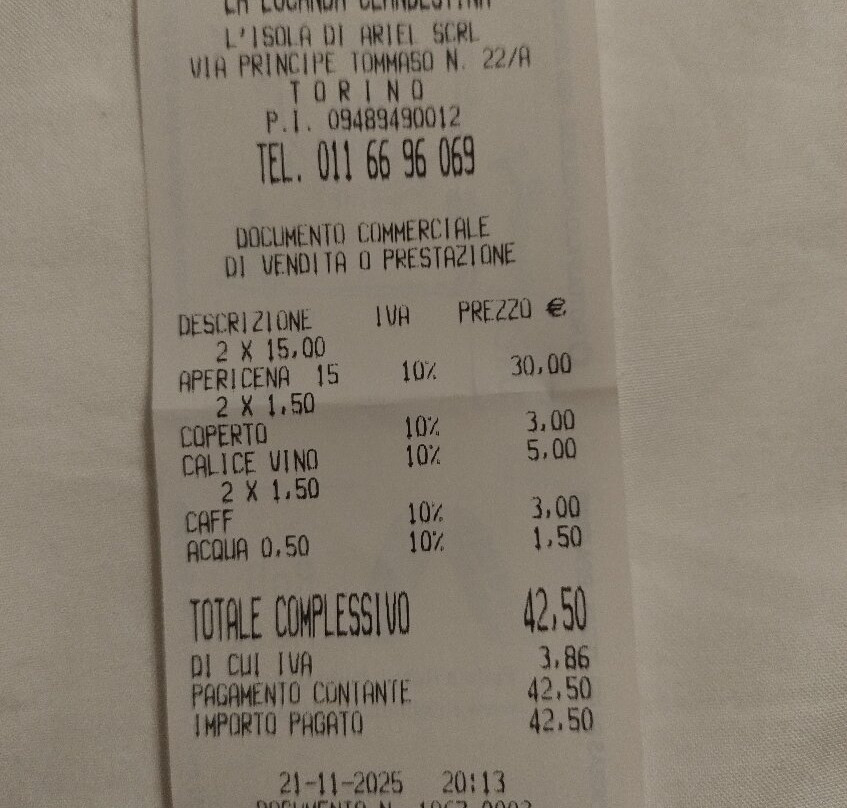 LA LOCANDA CLANDESTINA
L'ISOLA DI ARIEL SCRL
VIA PRINCIPE TOMMASO N. 22/A
T O R I N O
P.I. 09489490012
TEL. 011 66 96 069
DOCUMENTO COMMERCIALE
DI VENDITA O PRESTAZIONE
DESCRIZIONE IVA PREZZO €
2 X 15,00
APERICENA 15 10% 30,00
2 X 1,50
COPERTO 10% 3,00
CALICE VINO 10% 5,00
2 X 1,50
CAFF 10% 3,00
ACQUA 0,50 10% 1,50
TOTALE COMPLESSIVO 42,50
DI CUI IVA 3,86
PAGAMENTO CONTANTE 42,50
IMPORTO PAGATO 42,50
21-11-2025 20:13
DOCUMENTO N.